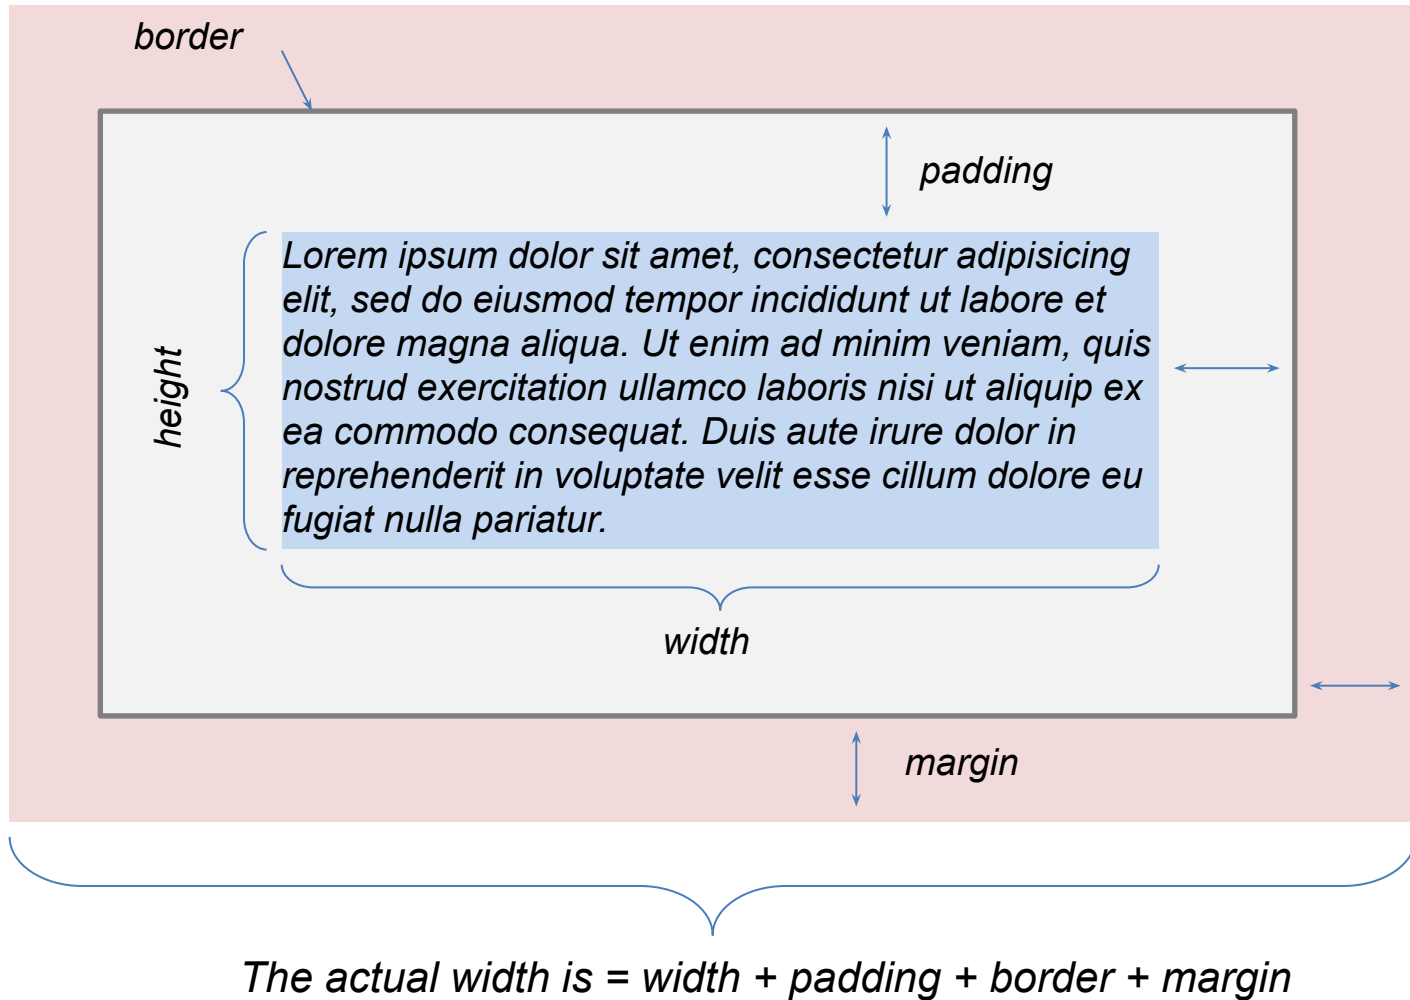 border
padding
Lorem ipsum dolor sit amet, consectetur adipisicing
elit, sed do eiusmod tempor incididunt ut labore et
dolore magna aliqua. Ut enim ad minim veniam, quis
nostrud exercitation ullamco laboris nisi ut aliquip ex
ea commodo consequat. Duis aute irure dolor in
reprehenderit in voluptate velit esse cillum dolore eu
fugiat nulla pariatur.
height
width
margin
The actual width is = width + padding + border + margin